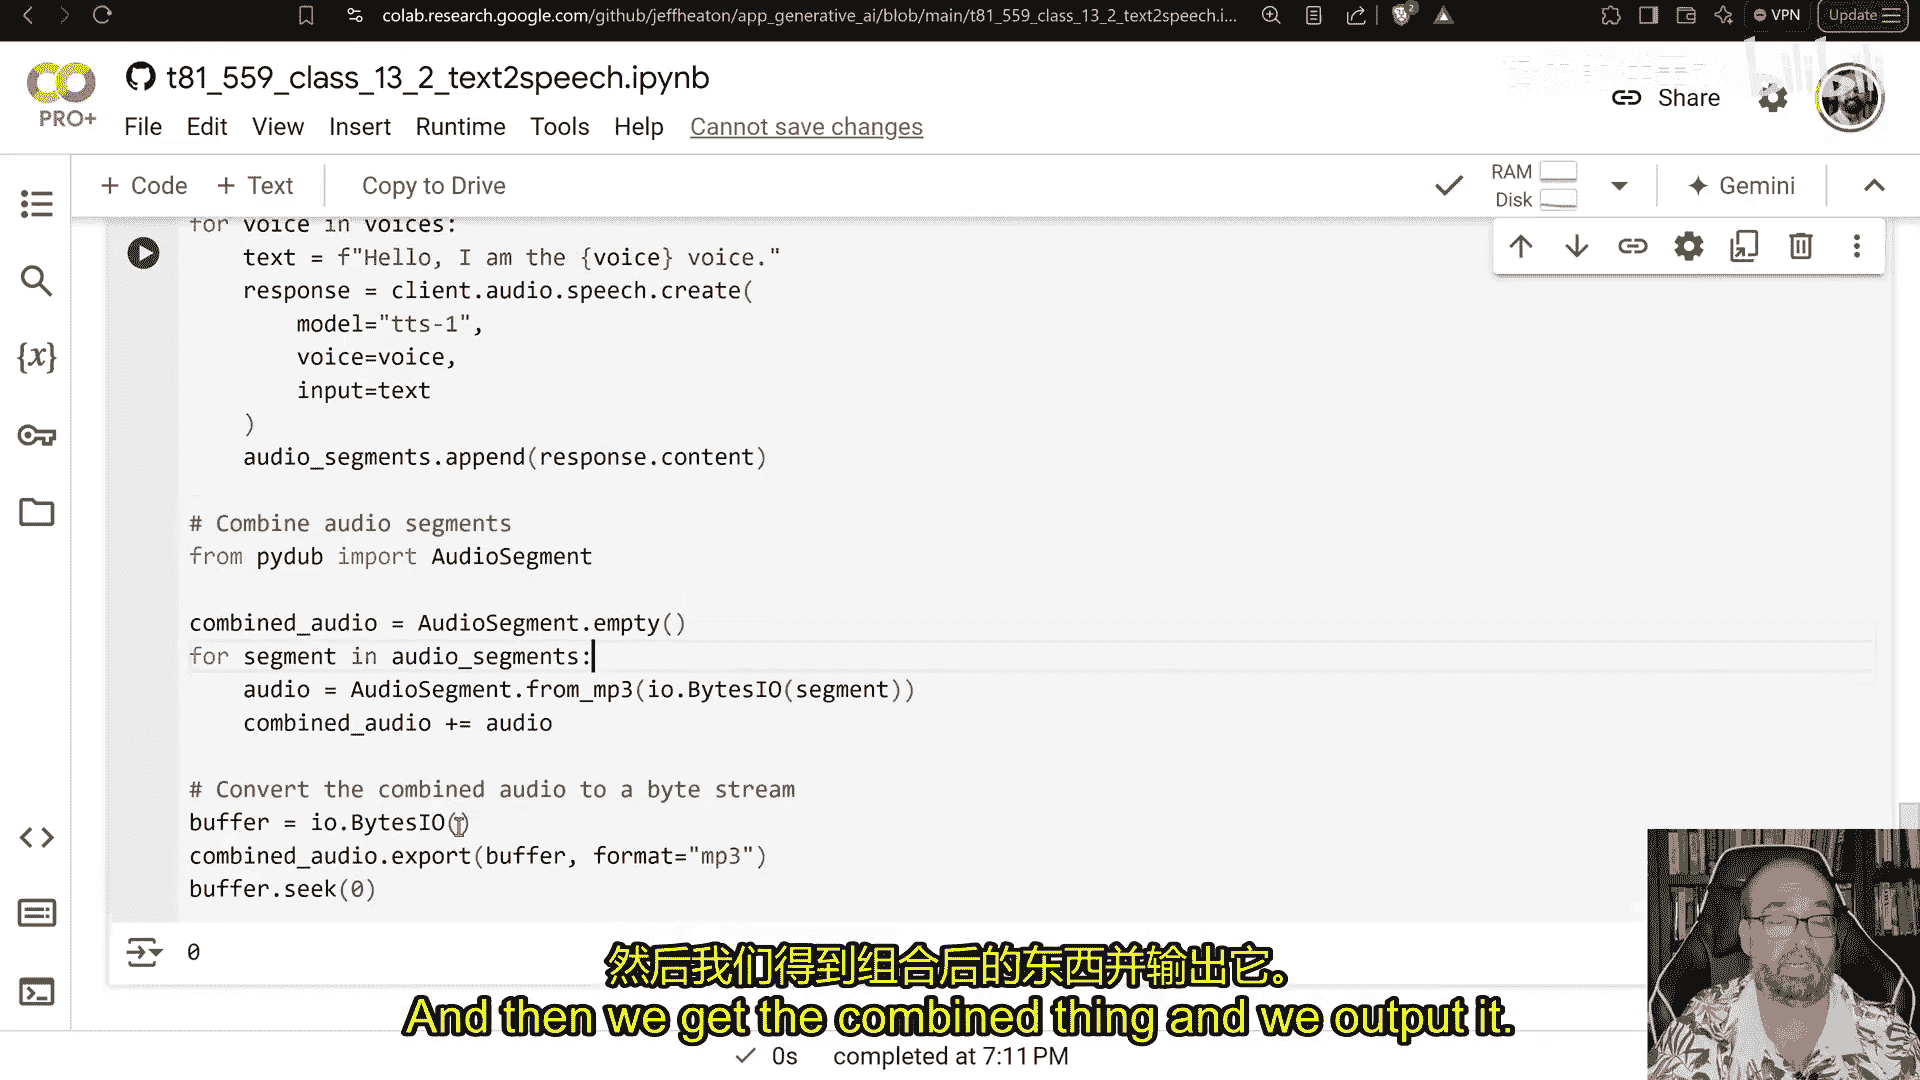 colab.research.google.com/github/jeffheaton/app_generative_ai/blob/main/t81_559_class_13_2_text2speech.i...
2
VPN
Update
t81_559_class_13_2_text2speech.ipynb
PRO+
File Edit View Insert Runtime Tools Help Cannot save changes
Share
+ Code + Text Copy to Drive
RAM
Disk
Gemini
for voice in voices:
text = f"Hello, I am the {voice} voice."
response = client.audio.speech.create(
model="tts-1",
voice=voice,
input=text
)
audio_segments.append(response.content)
# Combine audio segments
from pydub import AudioSegment
combined_audio = AudioSegment.empty()
for segment in audio_segments:
audio = AudioSegment.from_mp3(io.BytesIO(segment))
combined_audio += audio
# Convert the combined audio to a byte stream
buffer = io.BytesIO()
combined_audio.export(buffer, format="mp3")
buffer.seek(0)
0
然后我们得到组合后的东西并输出它。
And then we get the combined thing and we output it.
0s completed at 7:11 PM